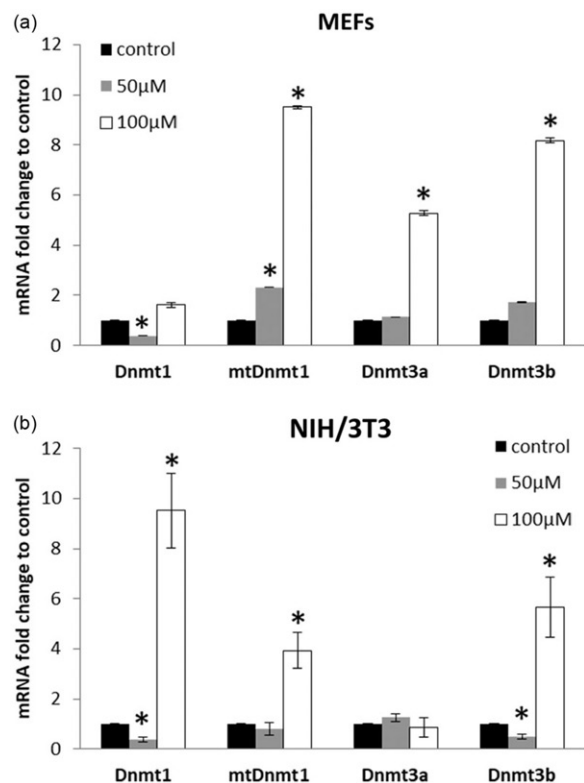 (a)
MEFs
mRNA fold change to control
12
10
8
6
4
2
0
control
50μM
100μM
*
*
*
*
*
Dnmt1 mtDnmt1 Dnmt3a Dnmt3b
(b)
NIH/3T3
mRNA fold change to control
12
10
8
6
4
2
0
control
50μM
100μM
*
*
*
*
*
*
Dnmt1 mtDnmt1 Dnmt3a Dnmt3b